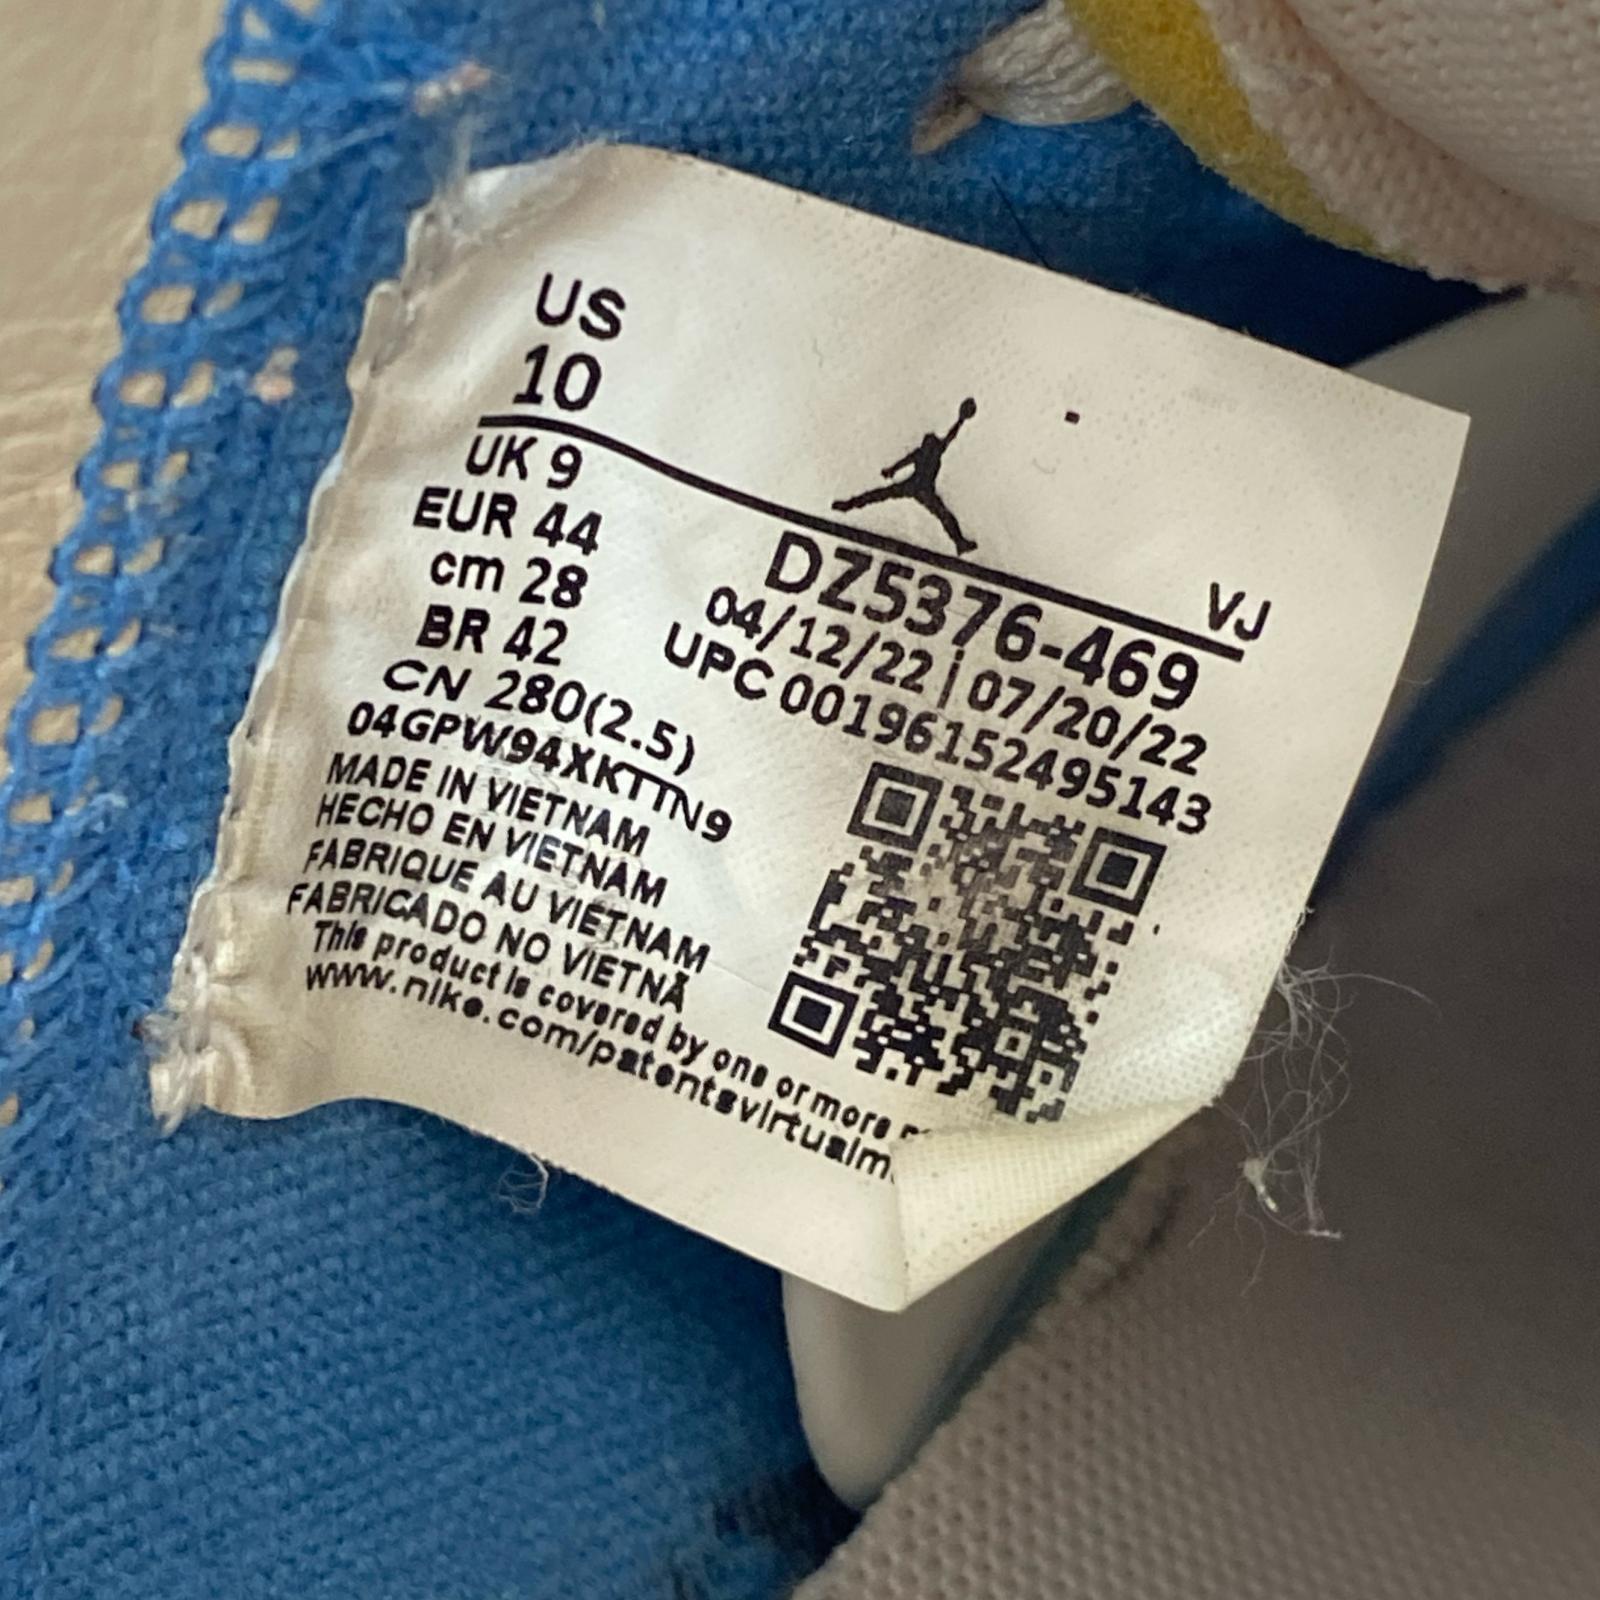 US
10
UK 9
EUR 44
cm 28
BR 42
CN 280(2.5)
04GPW94XKTTN9
MADE IN VIETNAM
HECHO EN VIETNAM
FABRIQUE AU VIETNAM
FABRICADO NO VIETNÃ
This product is covered by one or more
www.nike.com/patentsvirtualm
VJ
DZ5376-469
04/12/22 | 07/20/22
UPC 00196152495143